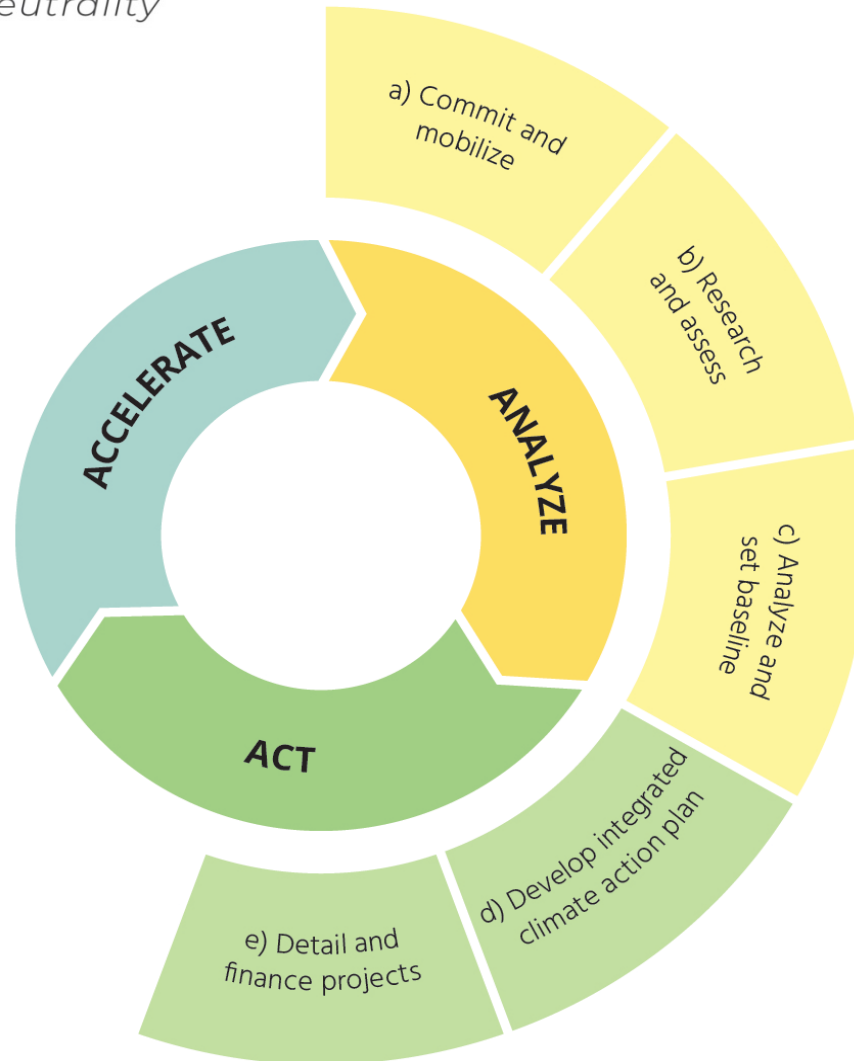 eutrality
a) Commit and
mobilize
b) Research
and assess
c) Analyze and
set baseline
d) Develop integrated
climate action plan
e) Detail and
finance projects
ACCELERATE
ANALYZE
ACT